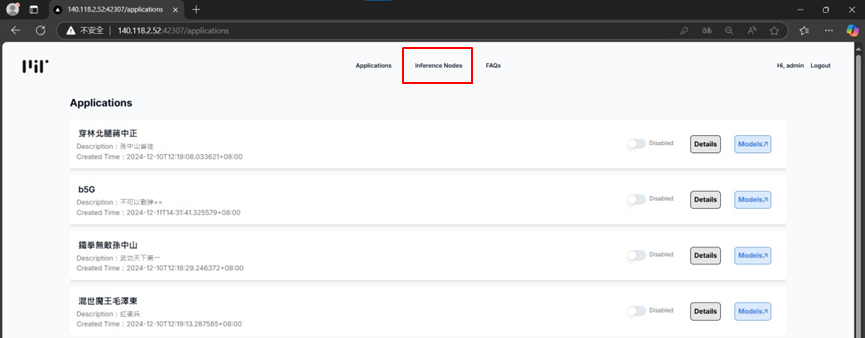 140.118.2.52:42307/applications
不安全 140.118.2.52:42307/applications
Applications Inference Nodes FAQs Hi, admin Logout
Applications
穿林北腿蔣中正
Description：孫中山首徒
Created Time：2024-12-10T12:19:08.033621+08:00
Disabled Details Models↗
b5G
Description：不可以刪掉==
Created Time：2024-12-11T14:31:41.325579+08:00
Disabled Details Models↗
鐵拳無敵孫中山
Description：武功天下第一
Created Time：2024-12-10T12:18:29.246372+08:00
Disabled Details Models↗
混世魔王毛澤東
Description：紅衛兵
Created Time：2024-12-10T12:19:13.287585+08:00
Disabled Details Models↗